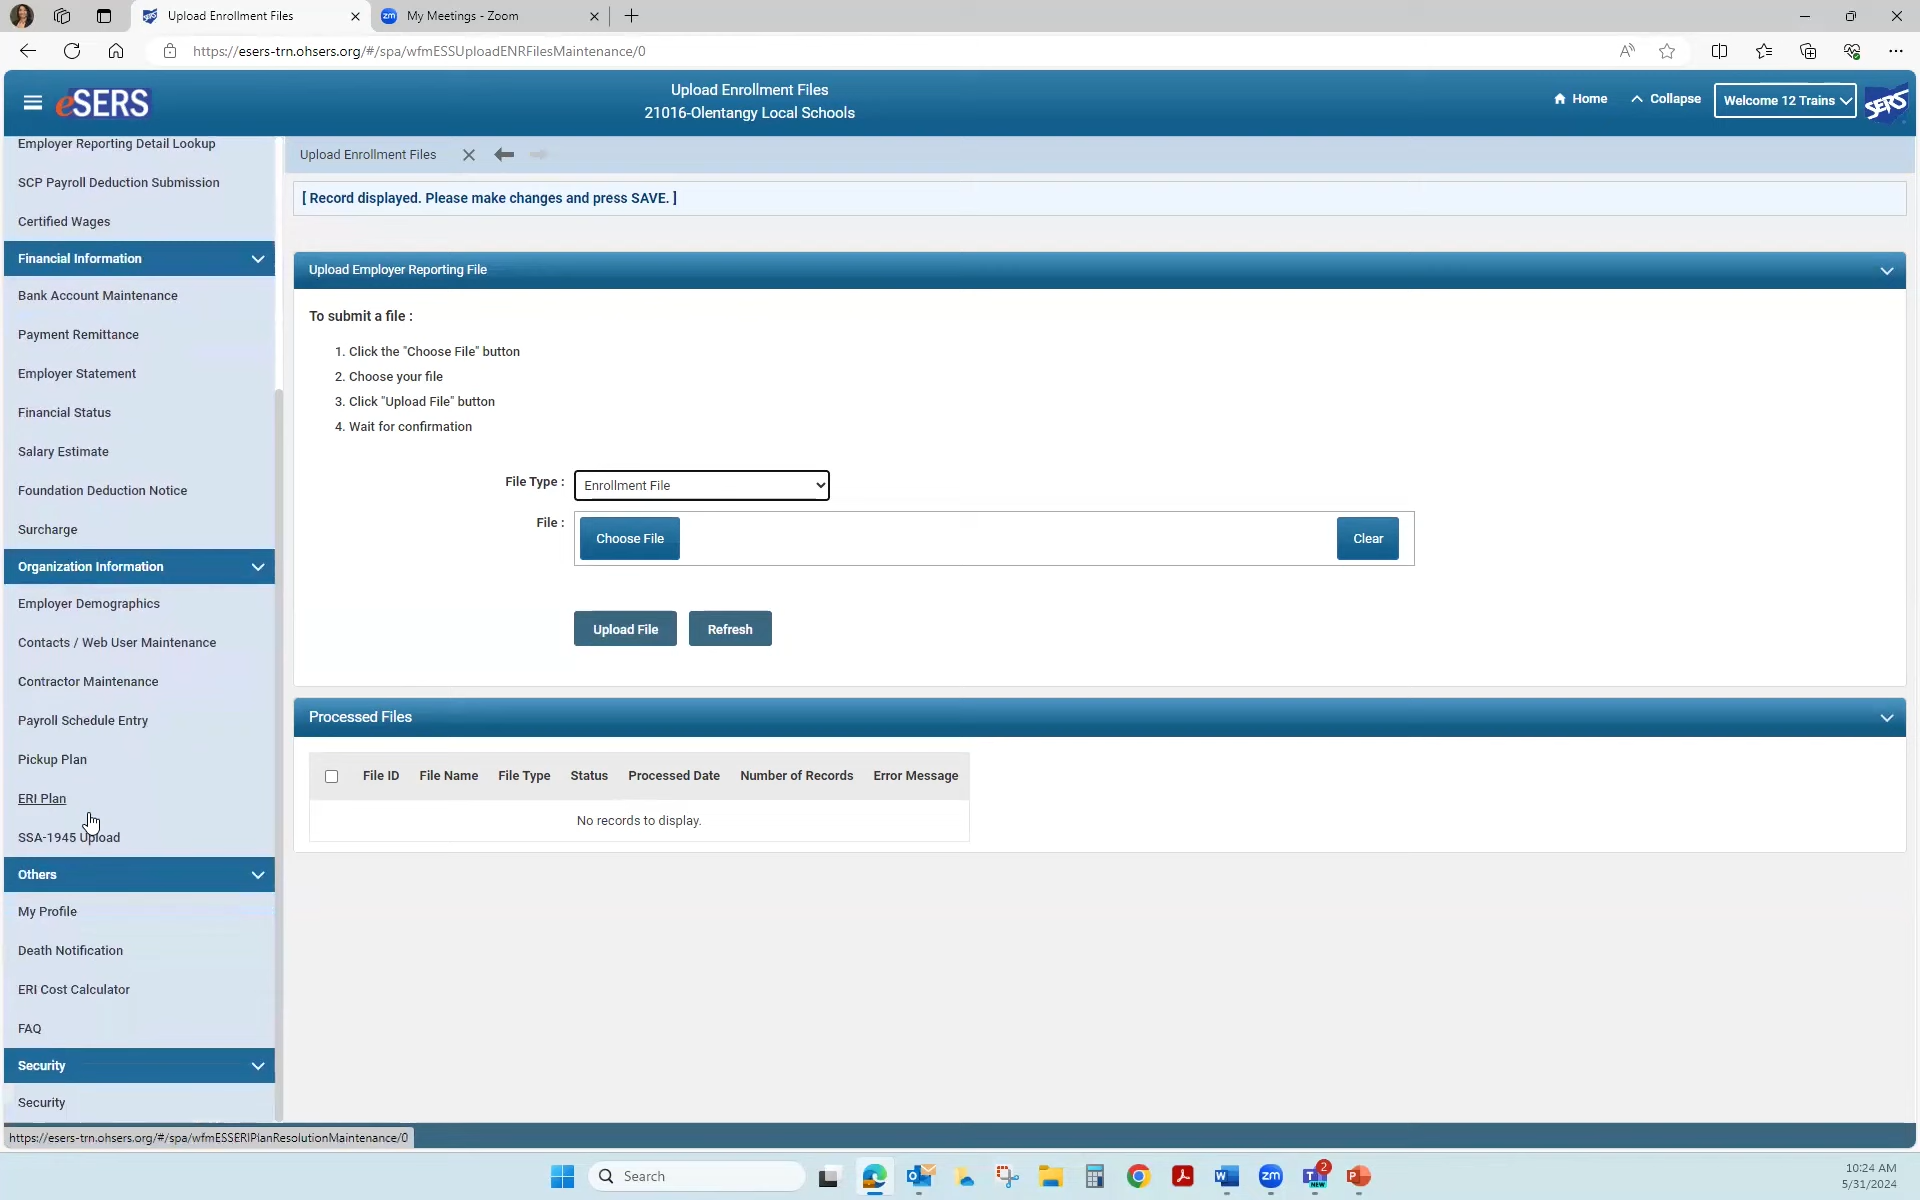 Upload Enrollment Files
My Meetings - Zoom
https://esers-trn.ohsers.org/#/spa/wfmESSUploadENRFilesMaintenance/0
eSERS
Upload Enrollment Files
21016-Olentangy Local Schools
Home
Collapse
Welcome 12 Trains
SERS
Employer Reporting Detail Lookup
SCP Payroll Deduction Submission
Certified Wages
Financial Information
Bank Account Maintenance
Payment Remittance
Employer Statement
Financial Status
Salary Estimate
Foundation Deduction Notice
Surcharge
Organization Information
Employer Demographics
Contacts / Web User Maintenance
Contractor Maintenance
Payroll Schedule Entry
Pickup Plan
ERI Plan
SSA-1945 Upload
Others
My Profile
Death Notification
ERI Cost Calculator
FAQ
Security
Security
https://esers-trn.ohsers.org/#/spa/wfmESSERIPlanResolutionMaintenance/0
Upload Enrollment Files
[ Record displayed. Please make changes and press SAVE. ]
Upload Employer Reporting File
To submit a file :
1. Click the "Choose File" button
2. Choose your file
3. Click "Upload File" button
4. Wait for confirmation
File Type : Enrollment File
File : Choose File Clear
Upload File Refresh
Processed Files
File ID File Name File Type Status Processed Date Number of Records Error Message
No records to display.
Search
zm
2
10:24 AM
5/31/2024